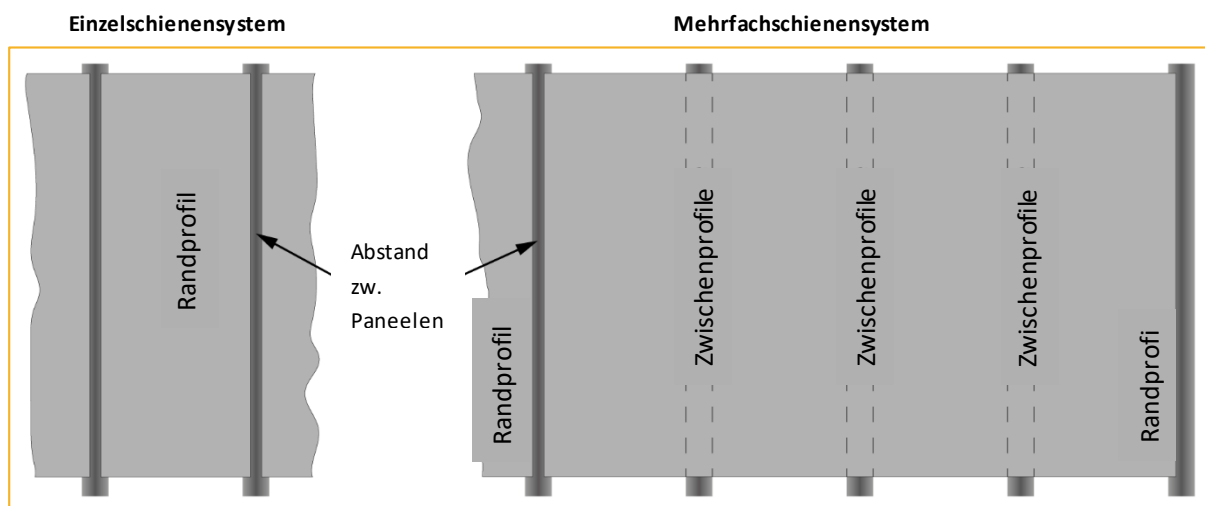 Einzelschienensystem
Mehrfachschienensystem
Randprofil
Abstand
zw.
Paneelen
Randprofil
Zwischenprofile
Zwischenprofile
Zwischenprofile
Randprofi